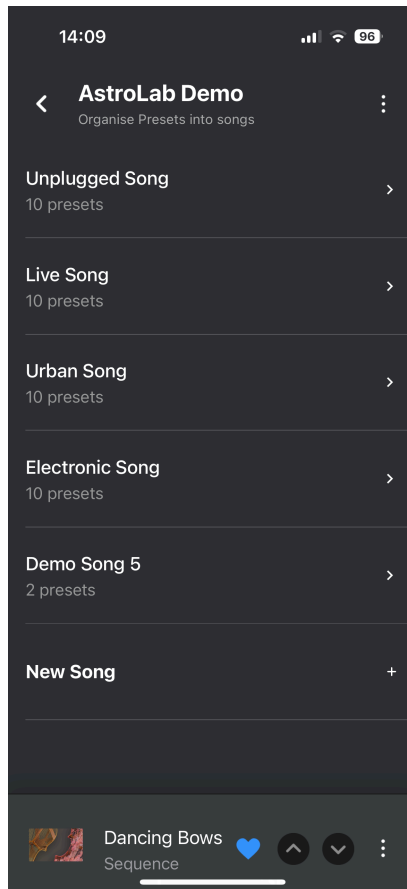 14:09
96
AstroLab Demo
Organise Presets into songs
Unplugged Song
10 presets
Live Song
10 presets
Urban Song
10 presets
Electronic Song
10 presets
Demo Song 5
2 presets
New Song +
Dancing Bows
Sequence